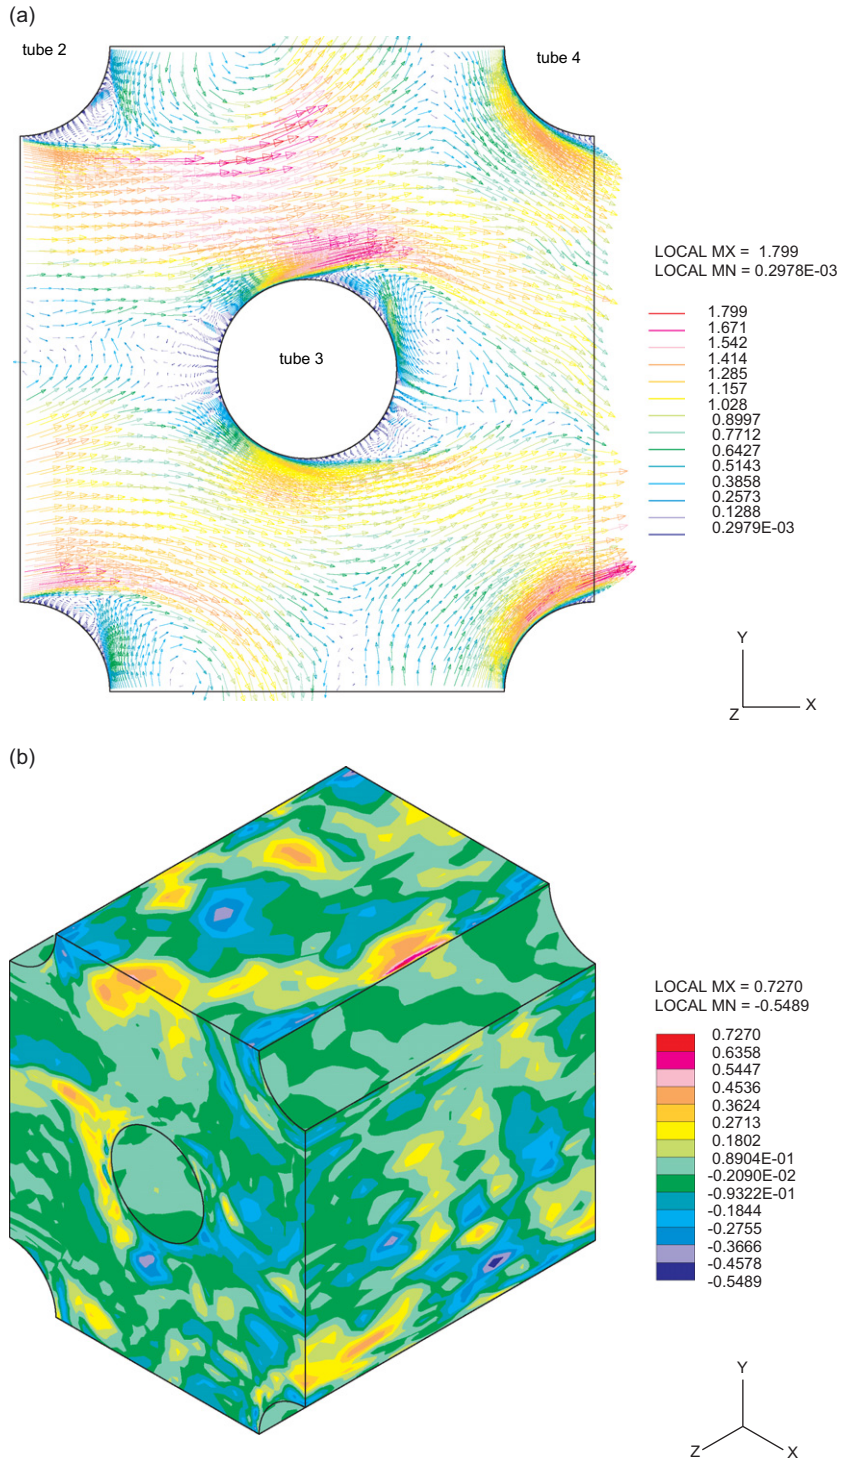 (a)
tube 2
tube 4
tube 3
LOCAL MX = 1.799
LOCAL MN = 0.2978E-03
1.799
1.671
1.542
1.414
1.285
1.157
1.028
0.8997
0.7712
0.6427
0.5143
0.3858
0.2573
0.1288
0.2979E-03
Y
Z
X
(b)
LOCAL MX = 0.7270
LOCAL MN = -0.5489
0.7270
0.6358
0.5447
0.4536
0.3624
0.2713
0.1802
0.8904E-01
-0.2090E-02
-0.9322E-01
-0.1844
-0.2755
-0.3666
-0.4578
-0.5489
Y
Z
X